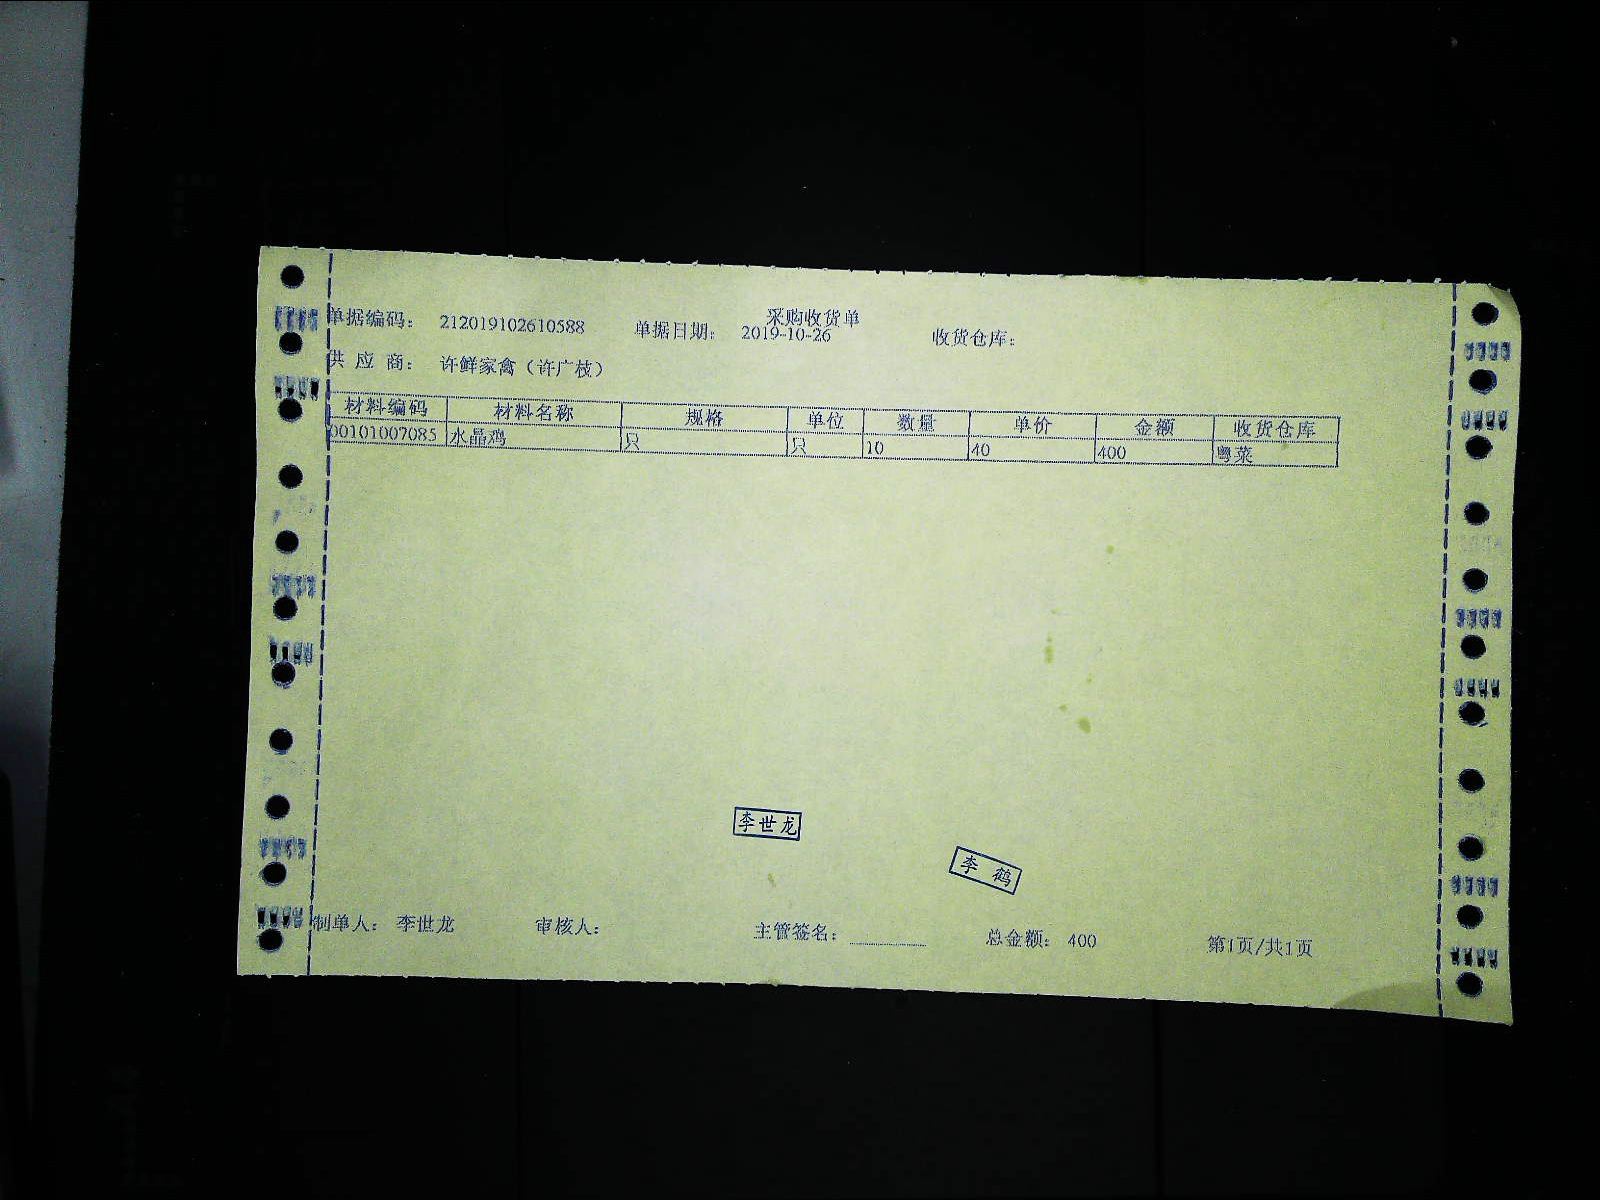 采购收货单
单据编码： 212019102610588 单据日期： 2019-10-26 收货仓库：
供 应 商： 许鲜家禽（许广枝）
材料编码 材料名称 规格 单位 数量 单价 金额 收货仓库
00101007085 水晶鸡 只 只 10 40 400 粤菜
李世龙
李 鹤
制单人： 李世龙 审核人： 主管签名： 总金额： 400 第1页/共1页